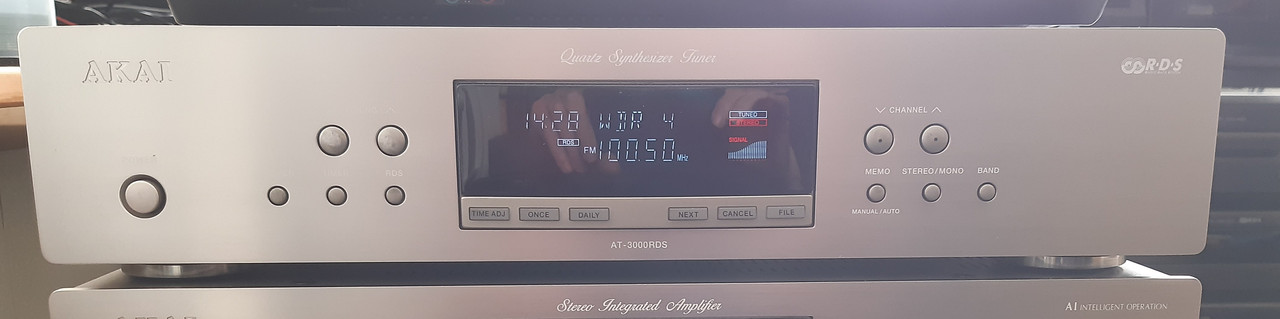 Quartz Synthesizer Tuner
AKAI
RDS
CHANNEL
14:28 WDR 4
TUNED
STEREO
RDS
FM 100.50 MHz
SIGNAL
RDS
MEMO STEREO/MONO BAND
MANUAL/AUTO
TIME ADJ ONCE DAILY NEXT CANCEL FILE
AT-3000RDS
Stereo Integrated Amplifier
AI INTELLIGENT OPERATION